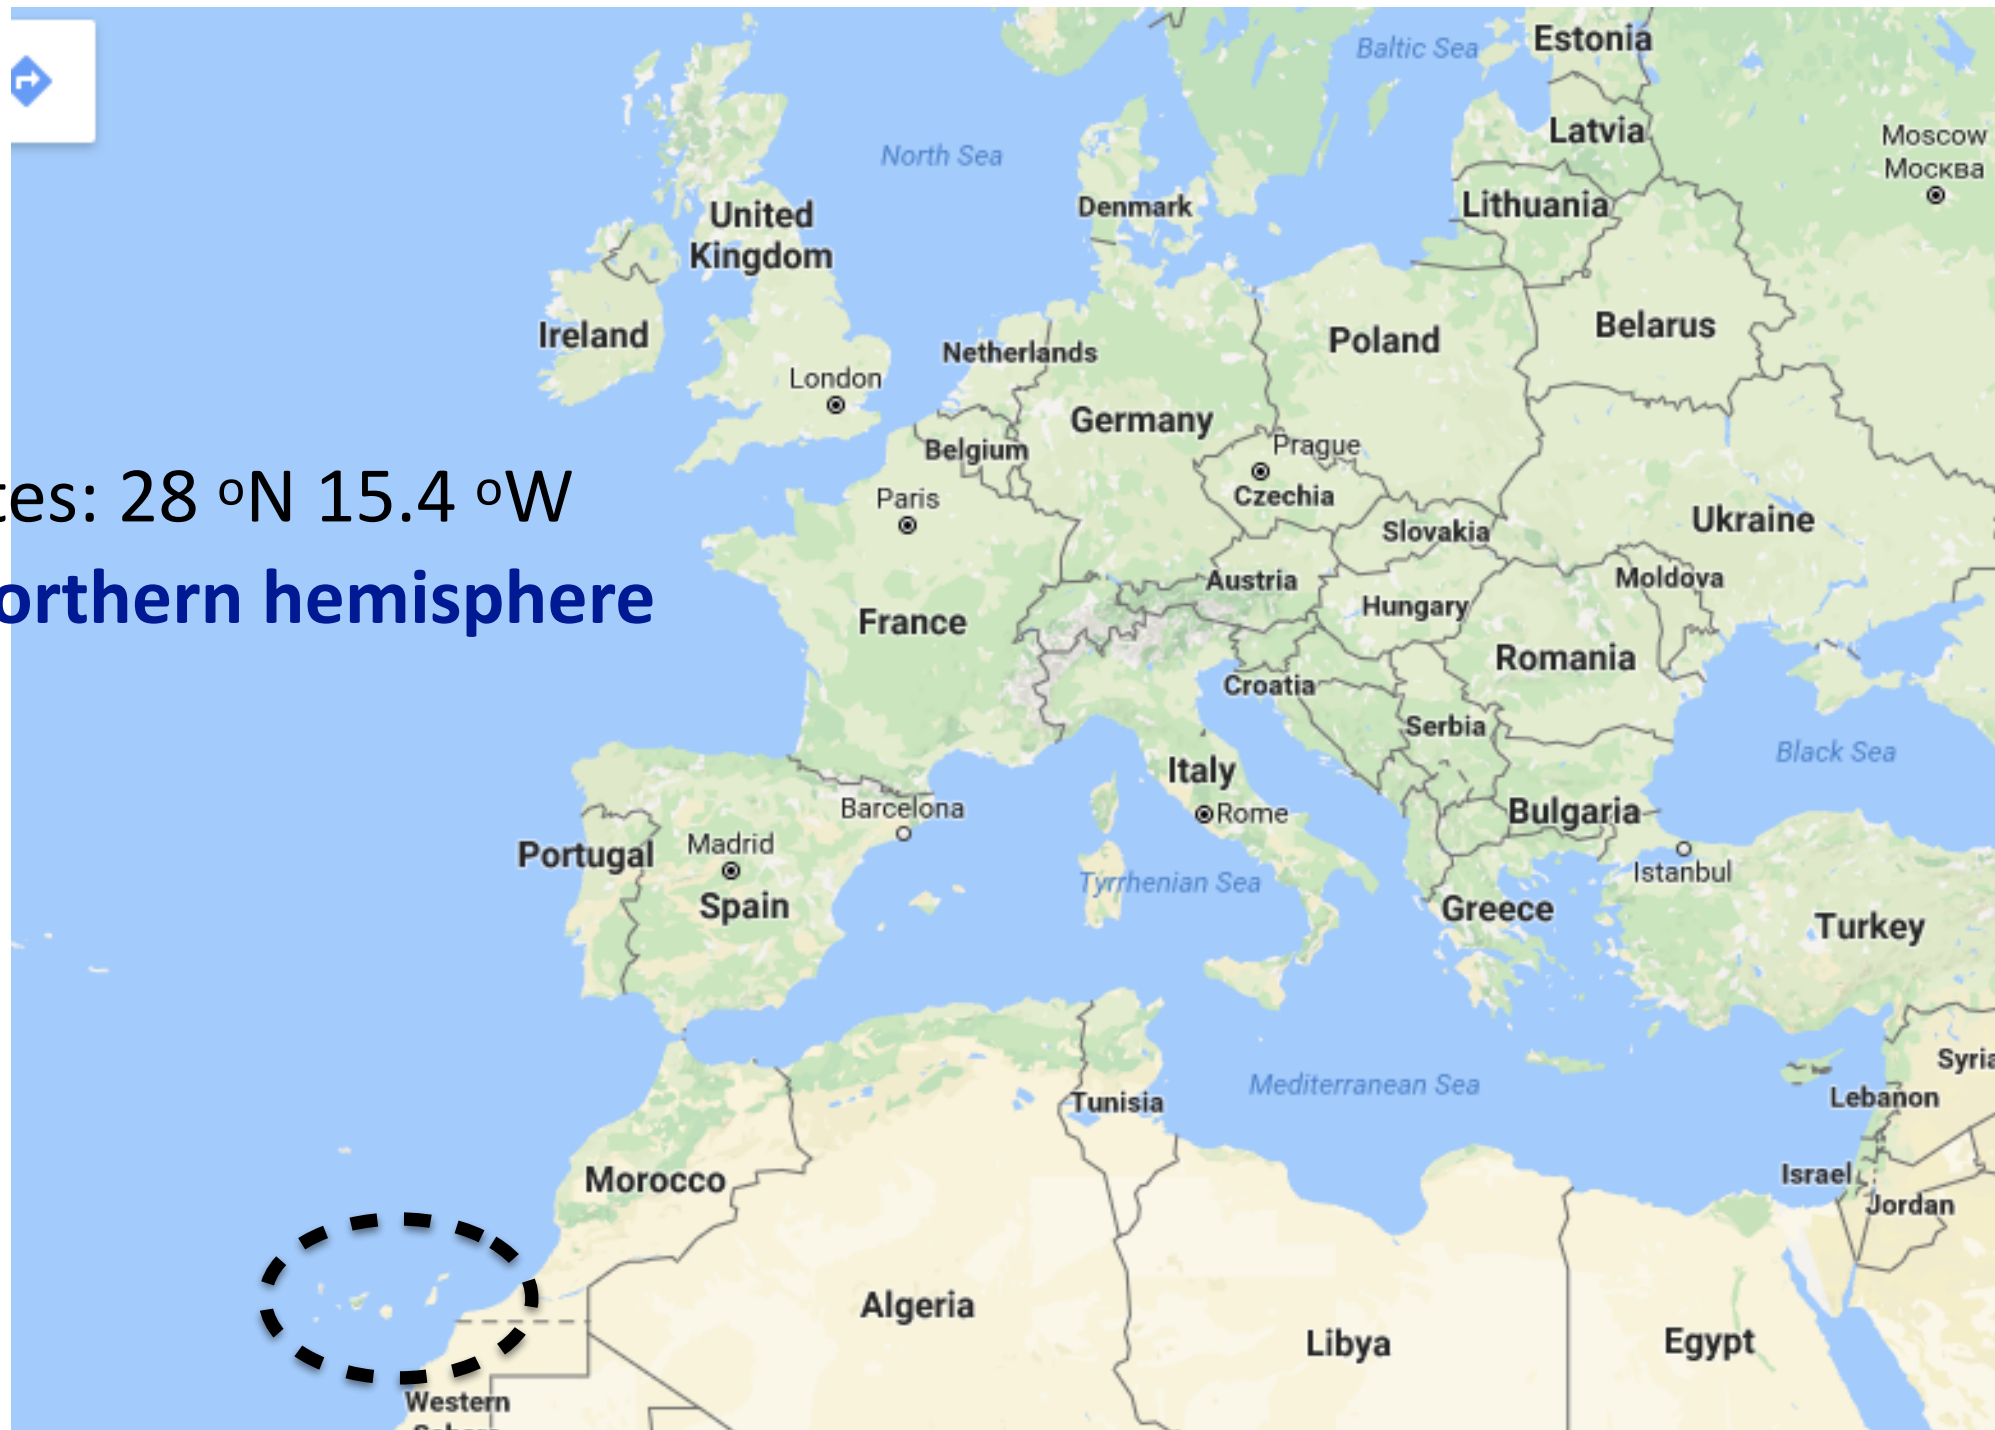 Estonia
Baltic Sea
Latvia
Moscow
Москва
North Sea
Denmark
Lithuania
United
Kingdom
Ireland
Netherlands
Poland
Belarus
London
Germany
Belgium
Prague
Czechia
tes: 28 ºN 15.4 ºW
Paris
Slovakia
Ukraine
Austria
Moldova
orthern hemisphere
France
Hungary
Romania
Croatia
Serbia
Black Sea
Italy
Barcelona
Rome
Bulgaria
Portugal
Madrid
Istanbul
Tyrrhenian Sea
Spain
Greece
Turkey
Syria
Mediterranean Sea
Lebanon
Tunisia
Morocco
Israel
Jordan
Algeria
Libya
Egypt
Western